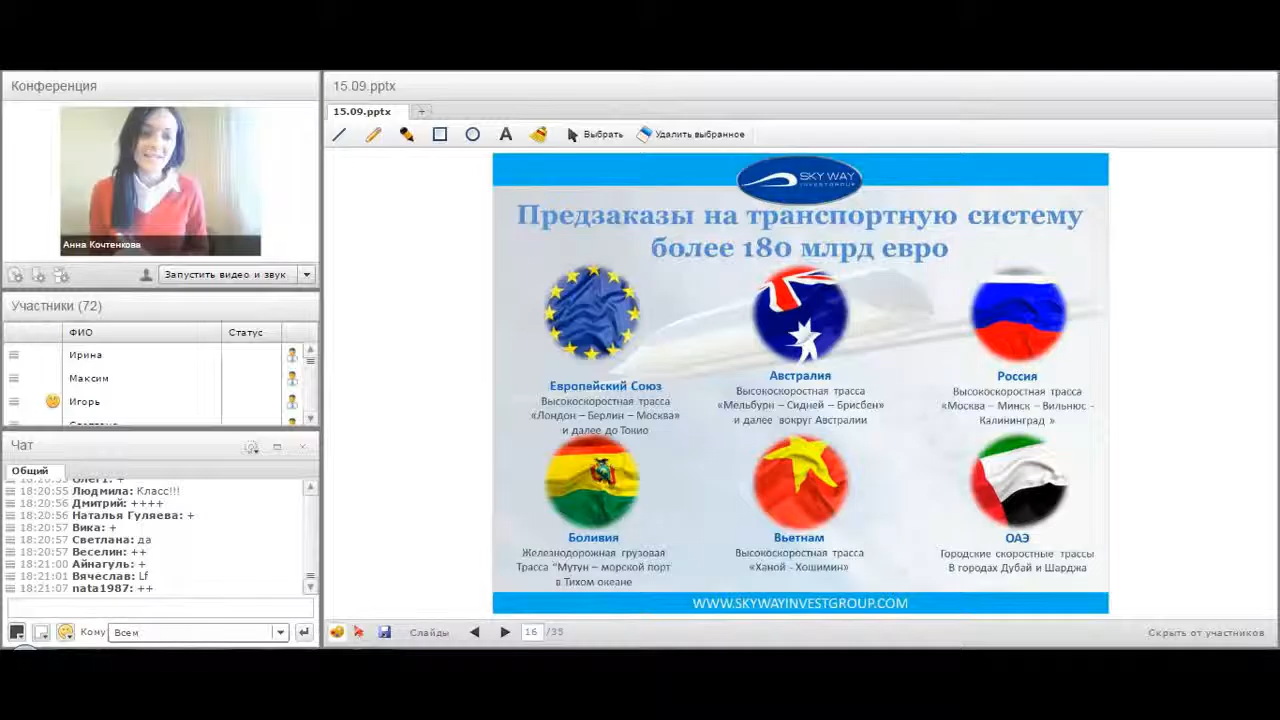 Конференция
Анна Кочтенкова
Запустить видео и звук
Участники (72)
ФИО
Статус
Ирина
Максим
Игорь
Чат
Общий
18:20:55 Людмила: Класс!!!
18:20:56 Дмитрий: ++++
18:20:56 Наталья Гуляева: +
18:20:57 Вика: +
18:20:57 Светлана: да
18:20:57 Веселин: ++
18:21:00 Айнагуль: +
18:21:01 Вячеслав: Lf
18:21:07 nata1987: ++
Кому
Всем
15.09.pptx
15.09.pptx
+
A
Выбрать
Удалить выбранное
SKY WAY
INVESTGROUP
Предзаказы на транспортную систему
более 180 млрд евро
Европейский Союз
Высокоскоростная трасса
«Лондон – Берлин – Москва»
и далее до Токио
Австралия
Высокоскоростная трасса
«Мельбурн – Сидней – Брисбен»
и далее вокруг Австралии
Россия
Высокоскоростная трасса
«Москва – Минск – Вильнюс -
Калининград »
Боливия
Железнодорожная грузовая
Трасса "Мутун – морской порт
в Тихом океане
Вьетнам
Высокоскоростная трасса
«Ханой - Хошимин»
ОАЭ
Городские скоростные трассы
В городах Дубай и Шарджа
WWW.SKYWAYINVESTGROUP.COM
Слайды
16 /35
Скрыть от участников